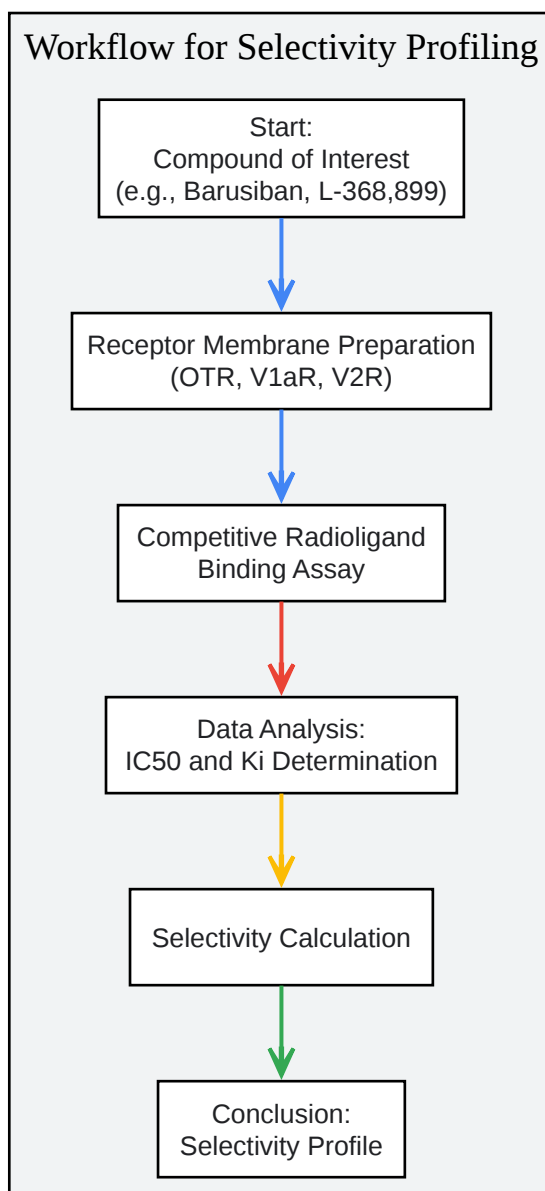 Workflow for Selectivity Profiling
Start:
Compound of Interest
(e.g., Barusiban, L-368,899)
Receptor Membrane Preparation
(OTR, V1aR, V2R)
Competitive Radioligand
Binding Assay
Data Analysis:
IC50 and Ki Determination
Selectivity Calculation
Conclusion:
Selectivity Profile